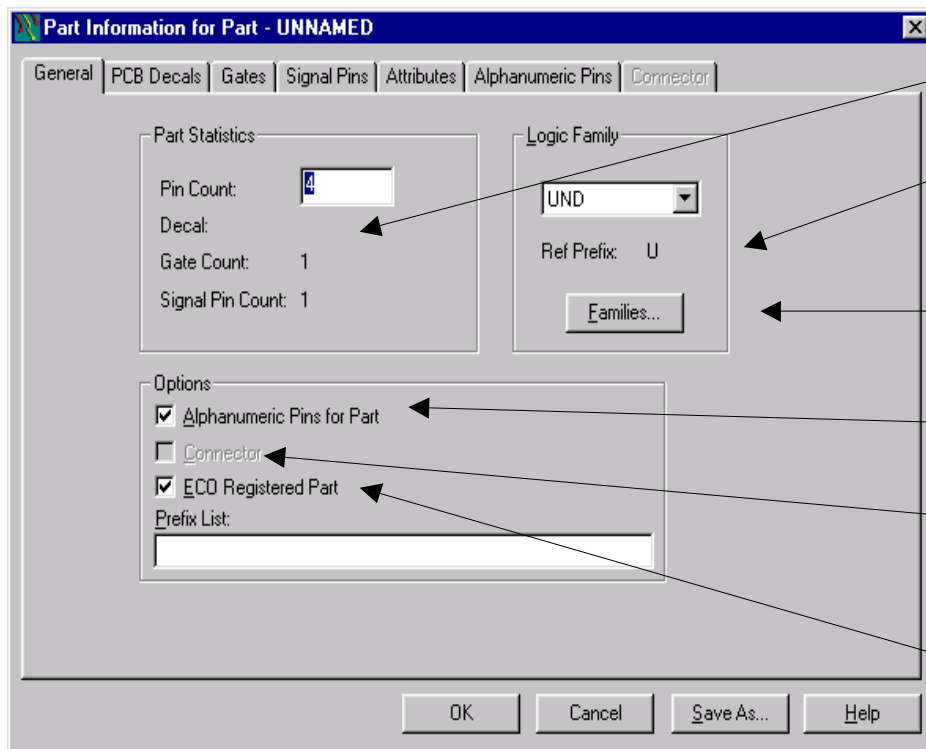 Part Information for Part - UNNAMED
General PCB Decals Gates Signal Pins Attributes Alphanumeric Pins Connector
Part Statistics
Pin Count: 4
Decal:
Gate Count: 1
Signal Pin Count: 1
Logic Family
UND
Ref Prefix: U
Families...
Options
Alphanumeric Pins for Part
Connector
ECO Registered Part
Prefix List:
OK Cancel Save As... Help